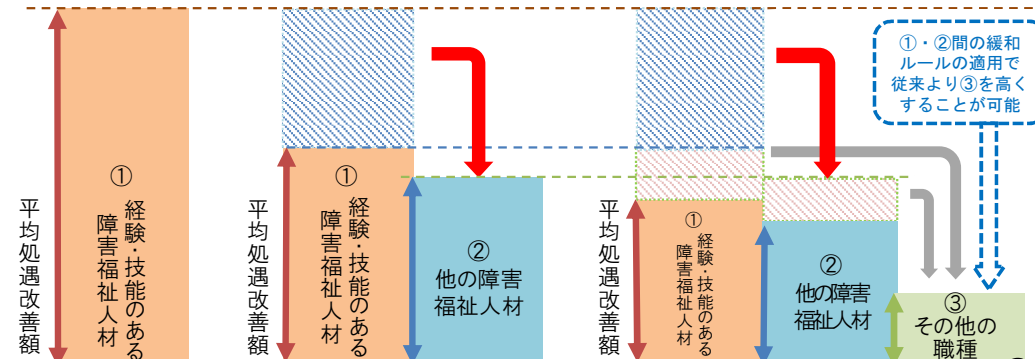 平均処遇改善額
①
経験・技能のある
障害福祉人材
平均処遇改善額
①
経験・技能のある
障害福祉人材
②
他の障害
福祉人材
平均処遇改善額
①
経験・技能のある
障害福祉人材
②
他の障害
福祉人材
①・②間の緩和
ルールの適用で
従来より③を高く
することが可能
③
その他の
職種